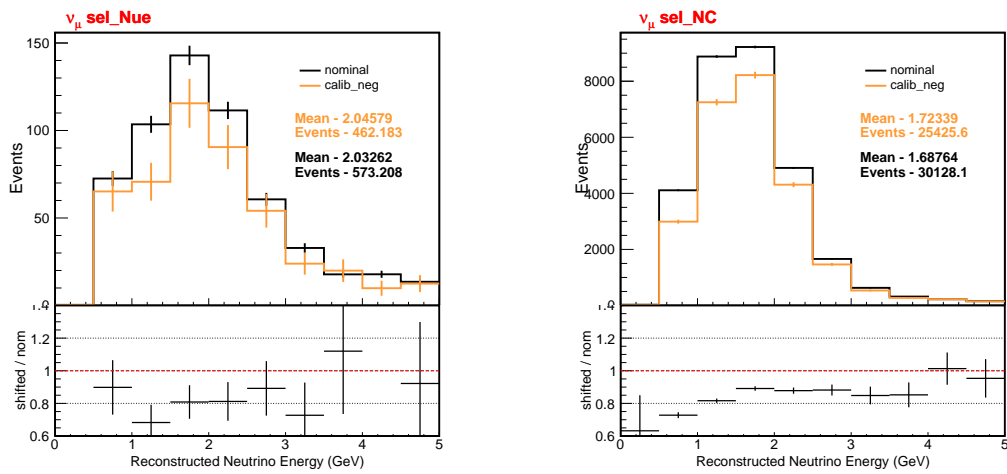 ν_μ sel_Nue
150
100
50
0
Events
nominal
calib_neg
Mean - 2.04579
Events - 462.183
Mean - 2.03262
Events - 573.208
1.2
1
0.8
0.6
shifted / nom
0 1 2 3 4 5
Reconstructed Neutrino Energy (GeV)
ν_μ sel_NC
8000
6000
4000
2000
Events
nominal
calib_neg
Mean - 1.72339
Events - 25425.6
Mean - 1.68764
Events - 30128.1
1.2
1
0.8
0.6
shifted / nom
0 1 2 3 4 5
Reconstructed Neutrino Energy (GeV)